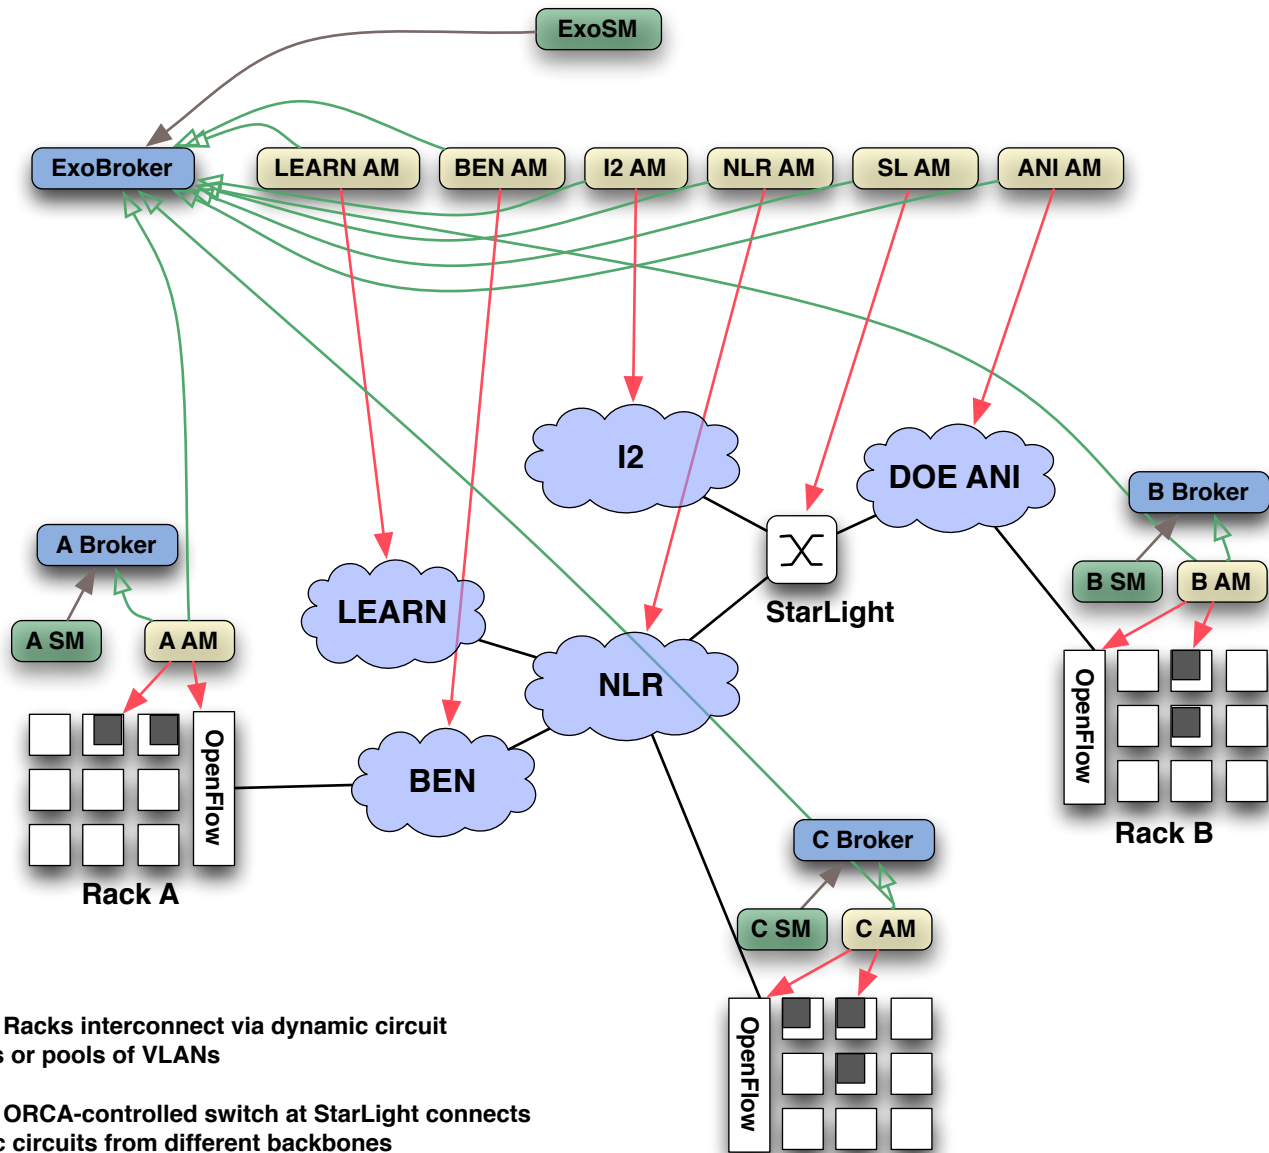 ExoSM
ExoBroker
LEARN AM
BEN AM
I2 AM
NLR AM
SL AM
ANI AM
I2
DOE ANI
B Broker
A Broker
StarLight
B SM
B AM
LEARN
A SM
A AM
NLR
OpenFlow
OpenFlow
BEN
Rack B
C Broker
Rack A
C SM
C AM
OpenFlow
Racks interconnect via dynamic circuit
s or pools of VLANs
ORCA-controlled switch at StarLight connects
c circuits from different backbones